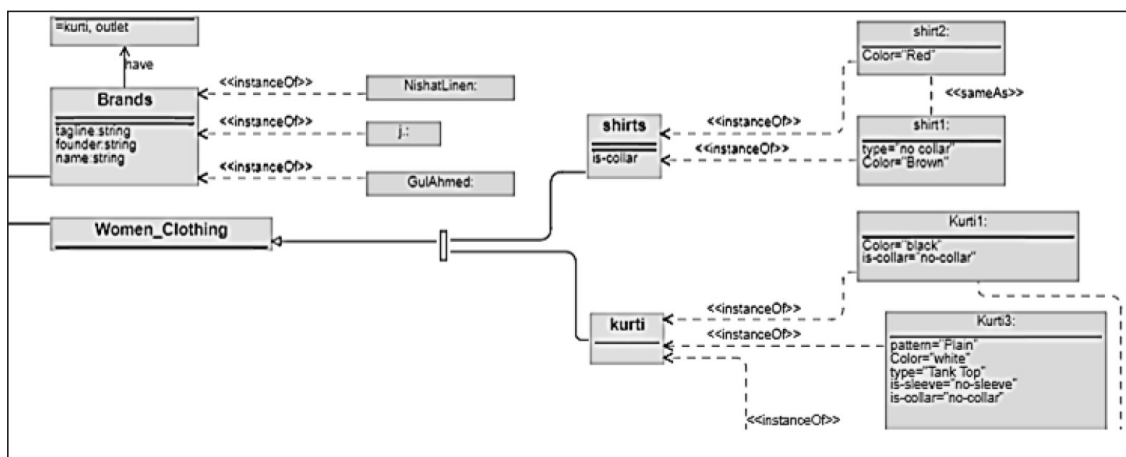 =kurti, outlet
have
Brands
tagline:string
founder:string
name:string
<<instanceOf>>
NishatLinen:
<<instanceOf>>
j.:
<<instanceOf>>
GulAhmed:
Women_Clothing
shirts
is-collar
<<instanceOf>>
<<instanceOf>>
shirt2:
Color="Red"
<<sameAs>>
shirt1:
type="no collar"
Color="Brown"
kurti
<<instanceOf>>
<<instanceOf>>
<<instanceOf>>
Kurti1:
Color="black"
is-collar="no-collar"
Kurti3:
pattern="Plain"
Color="white"
type="Tank Top"
is-sleeve="no-sleeve"
is-collar="no-collar"